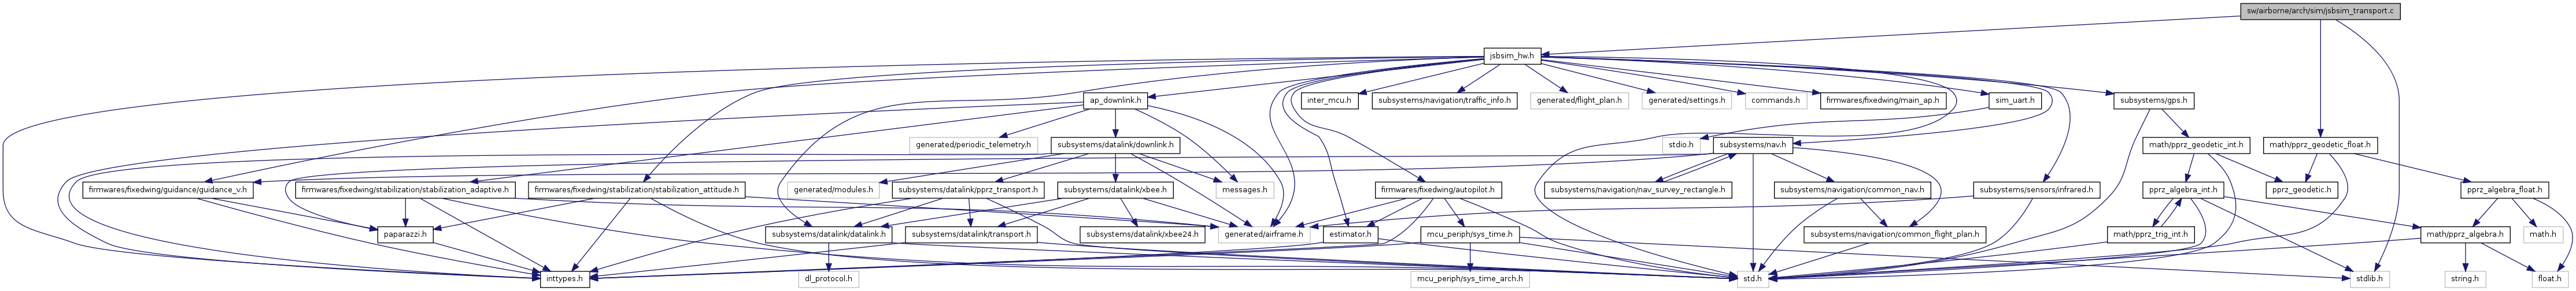 sw/airborne/arch/sim/jsbsim_transport.c
jsbsim_hw.h
ap_downlink.h
inter_mcu.h
subsystems/navigation/traffic_info.h
generated/flight_plan.h
generated/settings.h
commands.h
firmwares/fixedwing/main_ap.h
sim_uart.h
subsystems/gps.h
generated/periodic_telemetry.h
subsystems/datalink/downlink.h
stdio.h
subsystems/nav.h
math/pprz_geodetic_int.h
math/pprz_geodetic_float.h
firmwares/fixedwing/guidance/guidance_v.h
firmwares/fixedwing/stabilization/stabilization_adaptive.h
firmwares/fixedwing/stabilization/stabilization_attitude.h
generated/modules.h
subsystems/datalink/pprz_transport.h
subsystems/datalink/xbee.h
messages.h
firmwares/fixedwing/autopilot.h
subsystems/navigation/nav_survey_rectangle.h
subsystems/navigation/common_nav.h
subsystems/sensors/infrared.h
pprz_algebra_int.h
pprz_geodetic.h
pprz_algebra_float.h
paparazzi.h
subsystems/datalink/datalink.h
subsystems/datalink/transport.h
subsystems/datalink/xbee24.h
generated/airframe.h
estimator.h
mcu_periph/sys_time.h
subsystems/navigation/common_flight_plan.h
math/pprz_trig_int.h
math/pprz_algebra.h
math.h
inttypes.h
dl_protocol.h
mcu_periph/sys_time_arch.h
std.h
stdlib.h
string.h
float.h